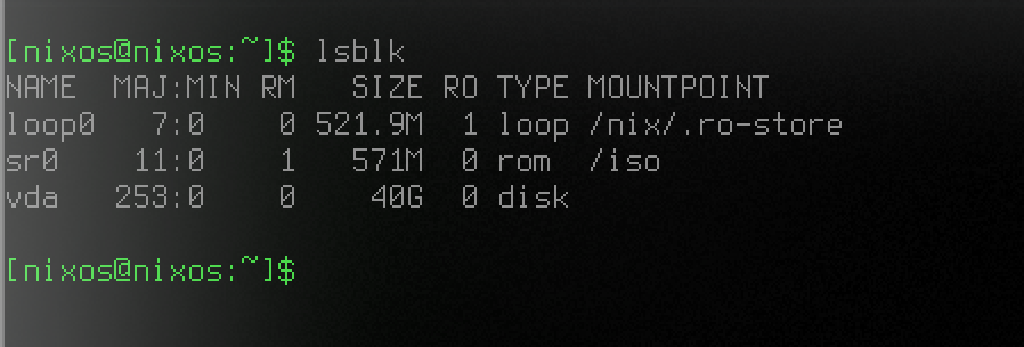 [nixos@nixos:~]$ lsblk
NAME  MAJ:MIN RM   SIZE RO TYPE MOUNTPOINT
loop0   7:0    0 521.9M  1 loop /nix/.ro-store
sr0    11:0    1   571M  0 rom  /iso
vda   253:0    0    40G  0 disk
[nixos@nixos:~]$